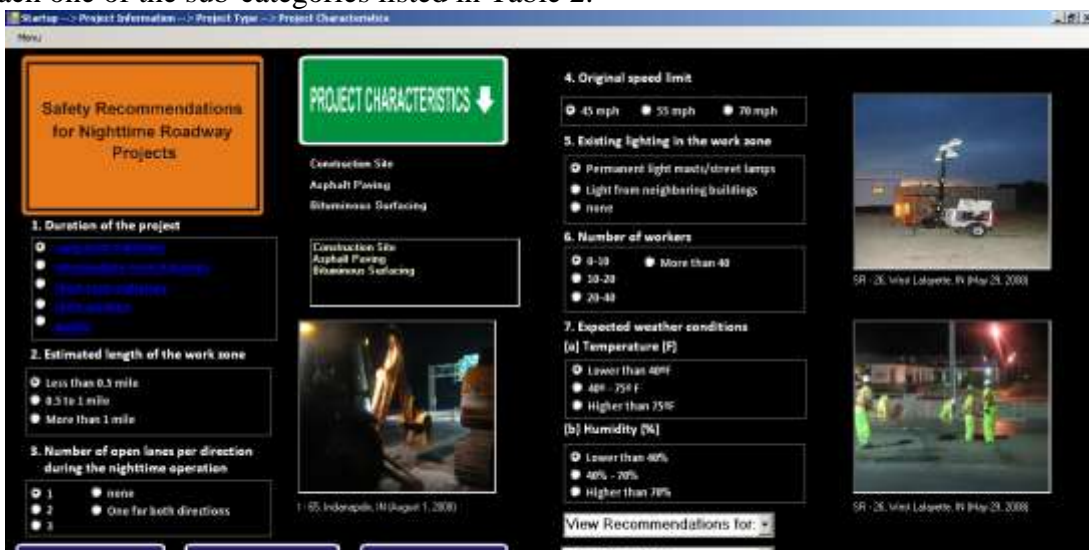 each one of the sub-categories listed in Table 2.
Startup --> Project Information --> Project Type --> Project Characteristics
Menu
Safety Recommendations
for Nighttime Roadway
Projects
PROJECT CHARACTERISTICS
Construction Site
Asphalt Paving
Bituminous Surfacing
Construction Site
Asphalt Paving
Bituminous Surfacing
1. Duration of the project
2. Estimated length of the work zone
Less than 0.5 mile
0.5 to 1 mile
More than 1 mile
3. Number of open lanes per direction
during the nighttime operation
1
none
2
One for both directions
3
I - 65, Indianapolis, IN (August 1, 2008)
4. Original speed limit
45 mph
55 mph
70 mph
5. Existing lighting in the work zone
Permanent light masts/street lamps
Light from neighboring buildings
none
6. Number of workers
0-10
More than 40
10-20
20-40
7. Expected weather conditions
(a) Temperature (F)
Lower than 40ºF
40º - 75º F
Higher than 75ºF
(b) Humidity (%)
Lower than 40%
40% - 70%
Higher than 70%
View Recommendations for:
SR - 26, West Lafayette, IN (May 29, 2008)
SR - 26, West Lafayette, IN (May 29, 2008)